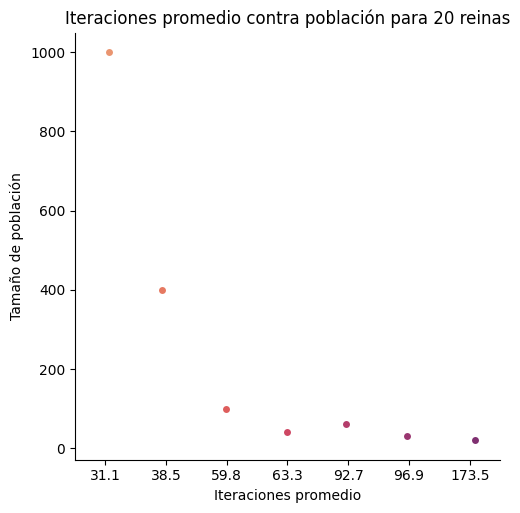 Iteraciones promedio contra población para 20 reinas
1000
800
600
400
200
0
Tamaño de población
31.1 38.5 59.8 63.3 92.7 96.9 173.5
Iteraciones promedio